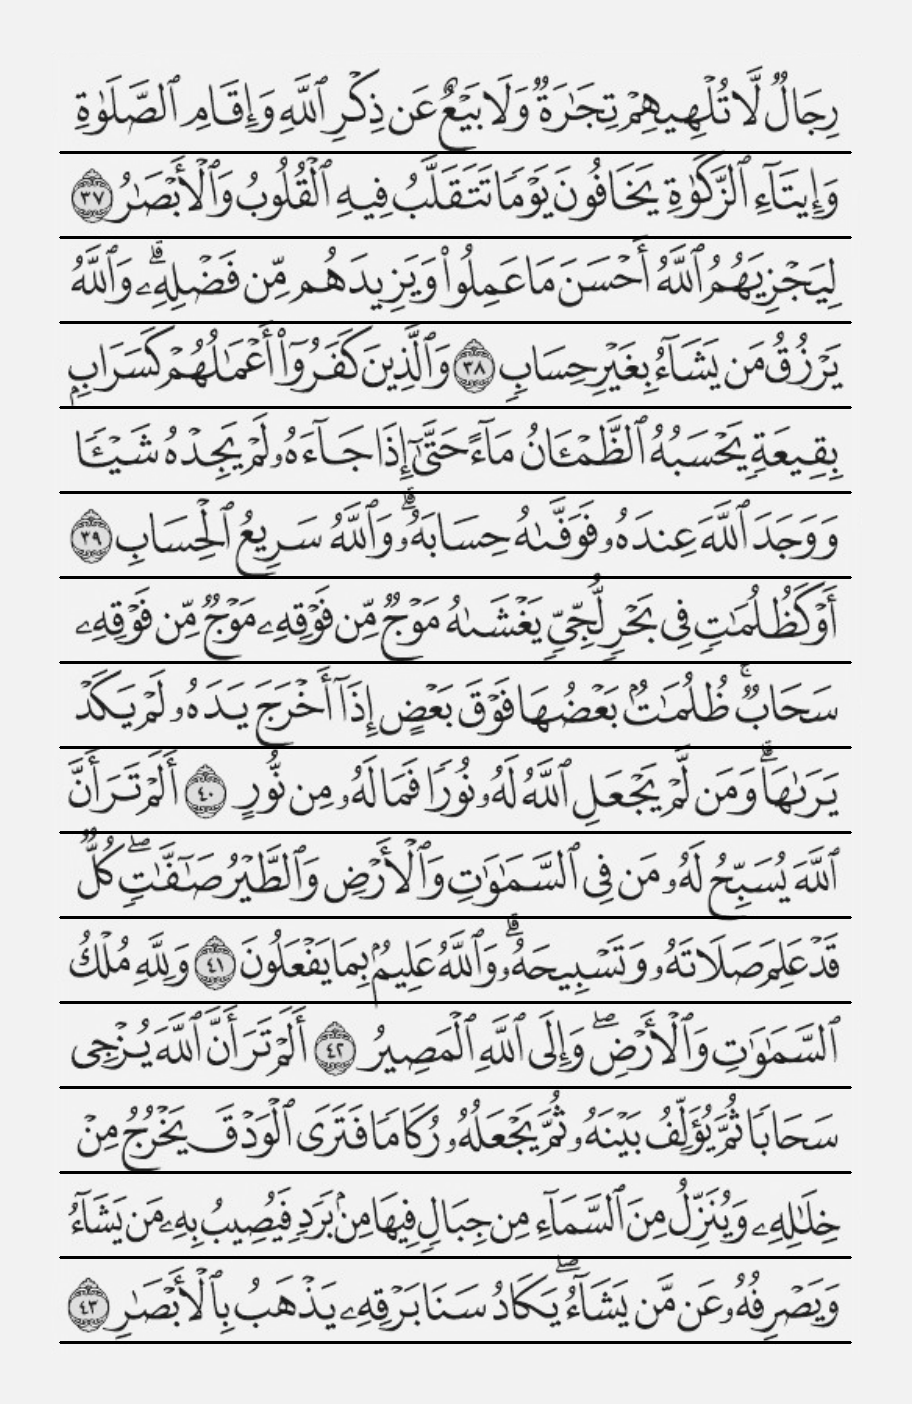 رِجَالٌ لَّا تُلْهِيهِمْ تِجَٰرَةٌ وَلَا بَيْعٌ عَن ذِكْرِ ٱللَّهِ وَإِقَامِ ٱلصَّلَوٰةِ
وَإِيتَآءِ ٱلزَّكَوٰةِ يَخَافُونَ يَوْمًا تَتَقَلَّبُ فِيهِ ٱلْقُلُوبُ وَٱلْأَبْصَٰرُ ٣٧
لِيَجْزِيَهُمُ ٱللَّهُ أَحْسَنَ مَا عَمِلُوا۟ وَيَزِيدَهُم مِّن فَضْلِهِۦ ۗ وَٱللَّهُ
يَرْزُقُ مَن يَشَآءُ بِغَيْرِ حِسَابٍ ٣٨ وَٱلَّذِينَ كَفَرُوٓا۟ أَعْمَٰلُهُمْ كَسَرَابٍۭ
بِقِيعَةٍ يَحْسَبُهُ ٱلظَّمْـَٔانُ مَآءً حَتَّىٰٓ إِذَا جَآءَهُۥ لَمْ يَجِدْهُ شَيْـًٔا
وَوَجَدَ ٱللَّهَ عِندَهُۥ فَوَفَّىٰهُ حِسَابَهُۥ ۗ وَٱللَّهُ سَرِيعُ ٱلْحِسَابِ ٣٩
أَوْ كَظُلُمَٰتٍ فِى بَحْرٍ لُّجِّىٍّ يَغْشَىٰهُ مَوْجٌ مِّن فَوْقِهِۦ مَوْجٌ مِّن فَوْقِهِۦ
سَحَابٌ ۚ ظُلُمَٰتٌۢ بَعْضُهَا فَوْقَ بَعْضٍ إِذَآ أَخْرَجَ يَدَهُۥ لَمْ يَكَدْ
يَرَىٰهَا ۗ وَمَن لَّمْ يَجْعَلِ ٱللَّهُ لَهُۥ نُورًا فَمَا لَهُۥ مِن نُّورٍ ٤٠ أَلَمْ تَرَ أَنَّ
ٱللَّهَ يُسَبِّحُ لَهُۥ مَن فِى ٱلسَّمَٰوَٰتِ وَٱلْأَرْضِ وَٱلطَّيْرُ صَٰٓفَّٰتٍ ۖ كُلٌّ
قَدْ عَلِمَ صَلَاتَهُۥ وَتَسْبِيحَهُۥ ۗ وَٱللَّهُ عَلِيمٌۢ بِمَا يَفْعَلُونَ ٤١ وَلِلَّهِ مُلْكُ
ٱلسَّمَٰوَٰتِ وَٱلْأَرْضِ ۖ وَإِلَى ٱللَّهِ ٱلْمَصِيرُ ٤٢ أَلَمْ تَرَ أَنَّ ٱللَّهَ يُزْجِى
سَحَابًا ثُمَّ يُؤَلِّفُ بَيْنَهُۥ ثُمَّ يَجْعَلُهُۥ رُكَامًا فَتَرَى ٱلْوَدْقَ يَخْرُجُ مِنْ
خِلَٰلِهِۦ وَيُنَزِّلُ مِنَ ٱلسَّمَآءِ مِن جِبَالٍ فِيهَا مِنۢ بَرَدٍ فَيُصِيبُ بِهِۦ مَن يَشَآءُ
وَيَصْرِفُهُۥ عَن مَّن يَشَآءُ ۖ يَكَادُ سَنَا بَرْقِهِۦ يَذْهَبُ بِٱلْأَبْصَٰرِ ٤٣